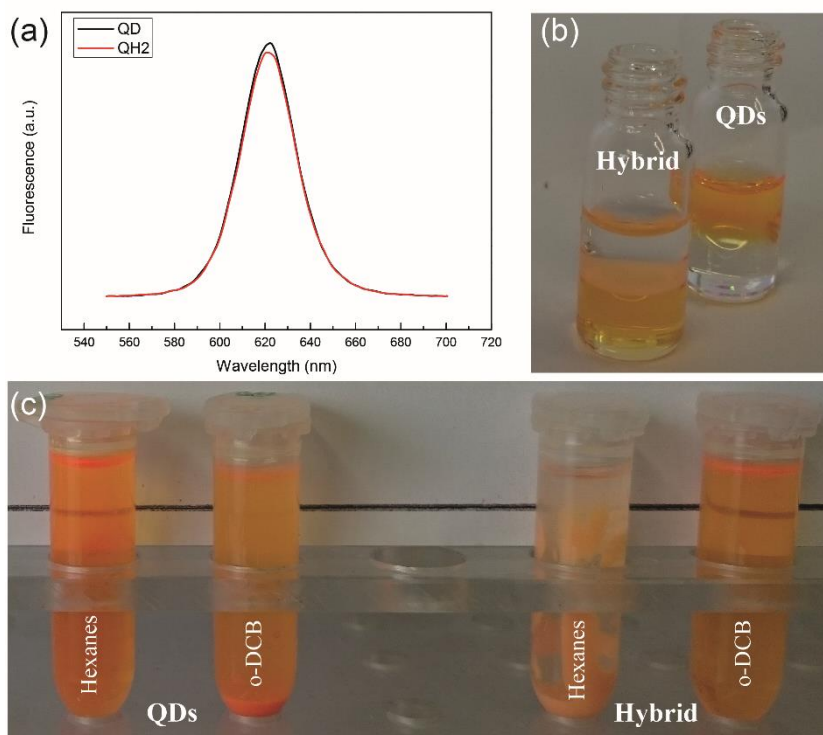 (a)
QD
QH2
Fluorescence (a.u.)
540 560 580 600 620 640 660 680 700 720
Wavelength (nm)
(b)
Hybrid
QDs
(c)
Hexanes
o-DCB
Hexanes
o-DCB
QDs
Hybrid